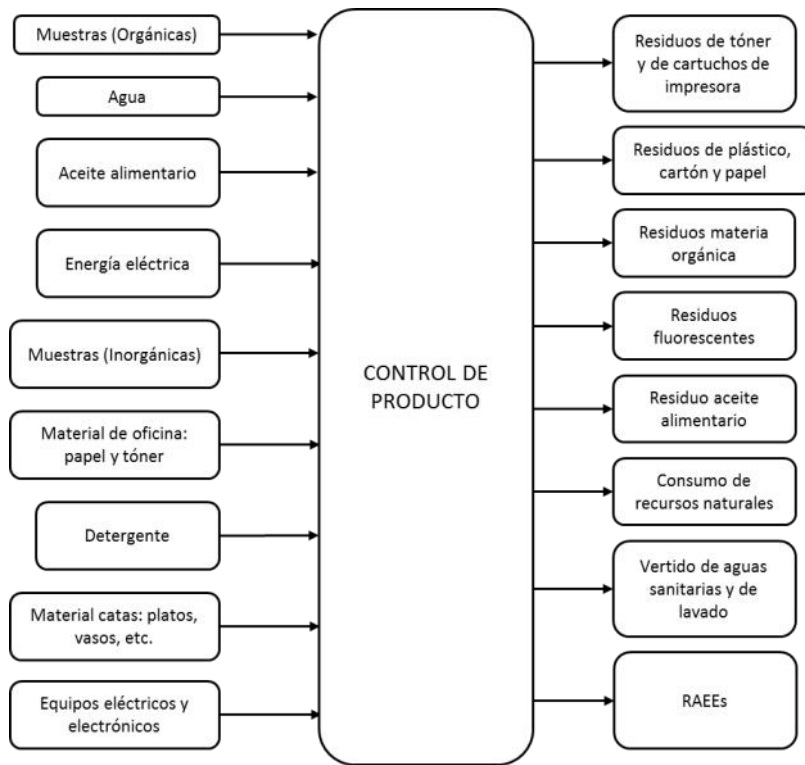 Muestras (Orgánicas)
Agua
Aceite alimentario
Energía eléctrica
Muestras (Inorgánicas)
Material de oficina:
papel y tóner
Detergente
Material catas: platos,
vasos, etc.
Equipos eléctricos y
electrónicos
CONTROL DE
PRODUCTO
Residuos de tóner
y de cartuchos de
impresora
Residuos de plástico,
cartón y papel
Residuos materia
orgánica
Residuos
fluorescentes
Residuo aceite
alimentario
Consumo de
recursos naturales
Vertido de aguas
sanitarias y de
lavado
RAEEs